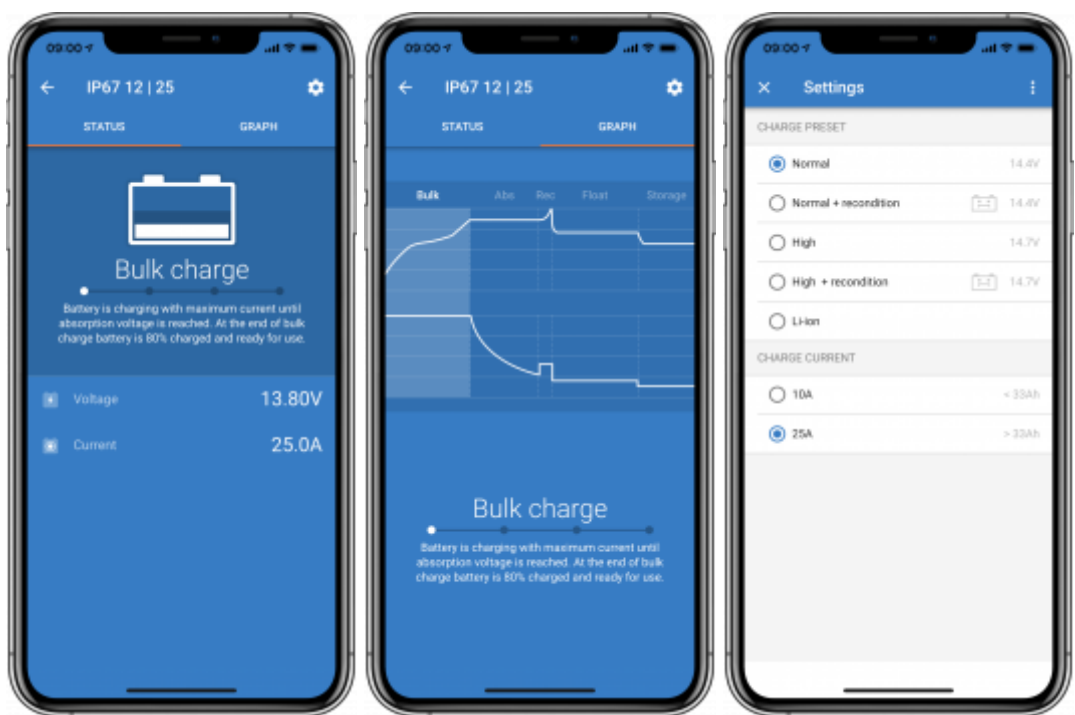 09:00
IP67 12 | 25
STATUS GRAPH
Bulk charge
Battery is charging with maximum current until
absorption voltage is reached. At the end of bulk
charge battery is 80% charged and ready for use.
Voltage 13.80V
Current 25.0A
09:00
IP67 12 | 25
STATUS GRAPH
Bulk Abs Rec Float Storage
Bulk charge
Battery is charging with maximum current until
absorption voltage is reached. At the end of bulk
charge battery is 80% charged and ready for use.
09:00
Settings
CHARGE PRESET
Normal 14.4V
Normal + recondition 14.4V
High 14.7V
High + recondition 14.7V
Li-ion
CHARGE CURRENT
10A < 33Ah
25A > 33Ah